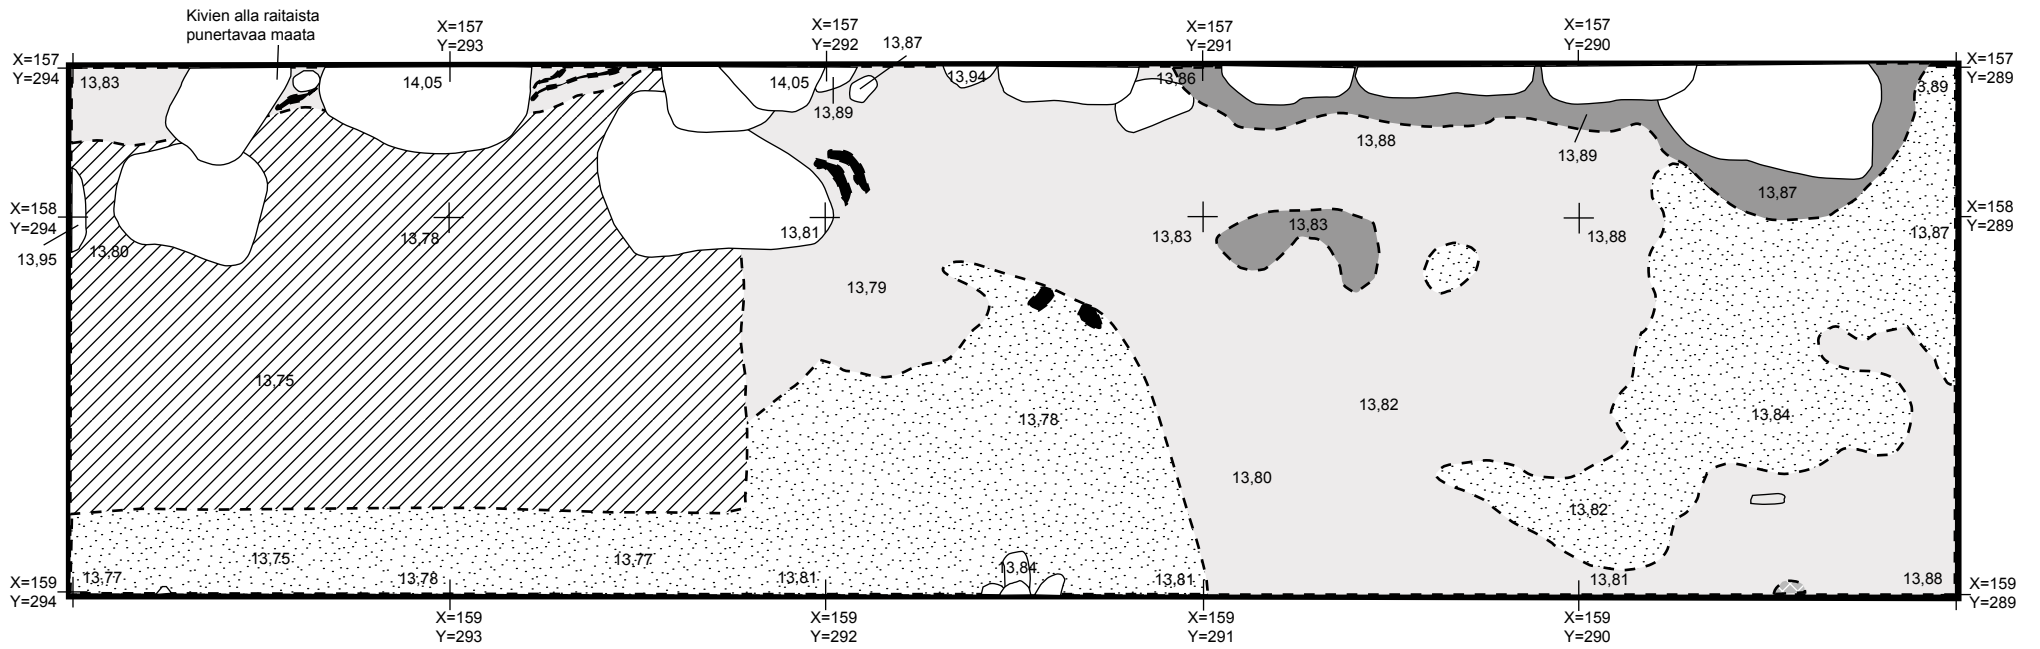 Kivien alla raitaista
punertavaa maata
X=157
Y=293
X=157
Y=292
13,87
X=157
Y=291
X=157
Y=290
X=157
Y=294
X=157
Y=289
13,83
14,05
14,05
13,94
13,86
3,89
13,89
13,88
13,89
13,87
X=158
Y=294
X=158
Y=289
13,95
13,80
13,78
13,81
13,83
13,83
13,88
13,87
13,79
13,75
13,78
13,82
13,84
13,80
13,82
13,75
13,77
13,84
13,77
13,78
13,81
13,81
13,81
13,88
X=159
Y=294
X=159
Y=289
X=159
Y=293
X=159
Y=292
X=159
Y=291
X=159
Y=290